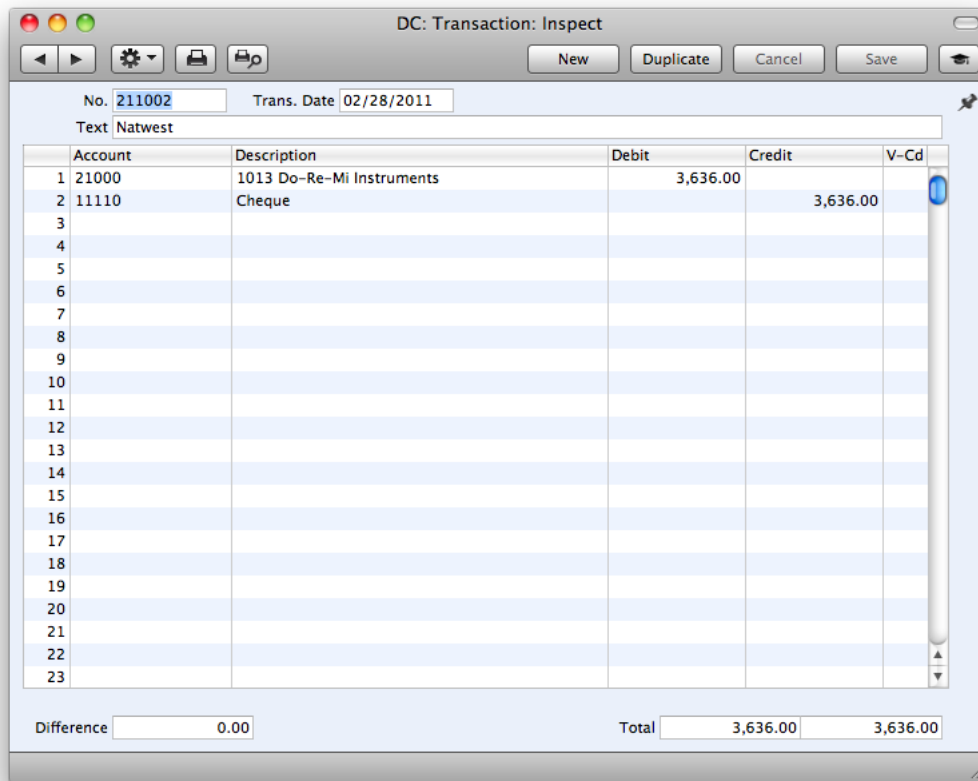 DC: Transaction: Inspect
New Duplicate Cancel Save
No. 211002 Trans. Date 02/28/2011
Text Natwest
Account Description Debit Credit V-Cd
1 21000 1013 Do-Re-Mi Instruments 3,636.00
2 11110 Cheque 3,636.00
3
4
5
6
7
8
9
10
11
12
13
14
15
16
17
18
19
20
21
22
23
Difference 0.00 Total 3,636.00 3,636.00